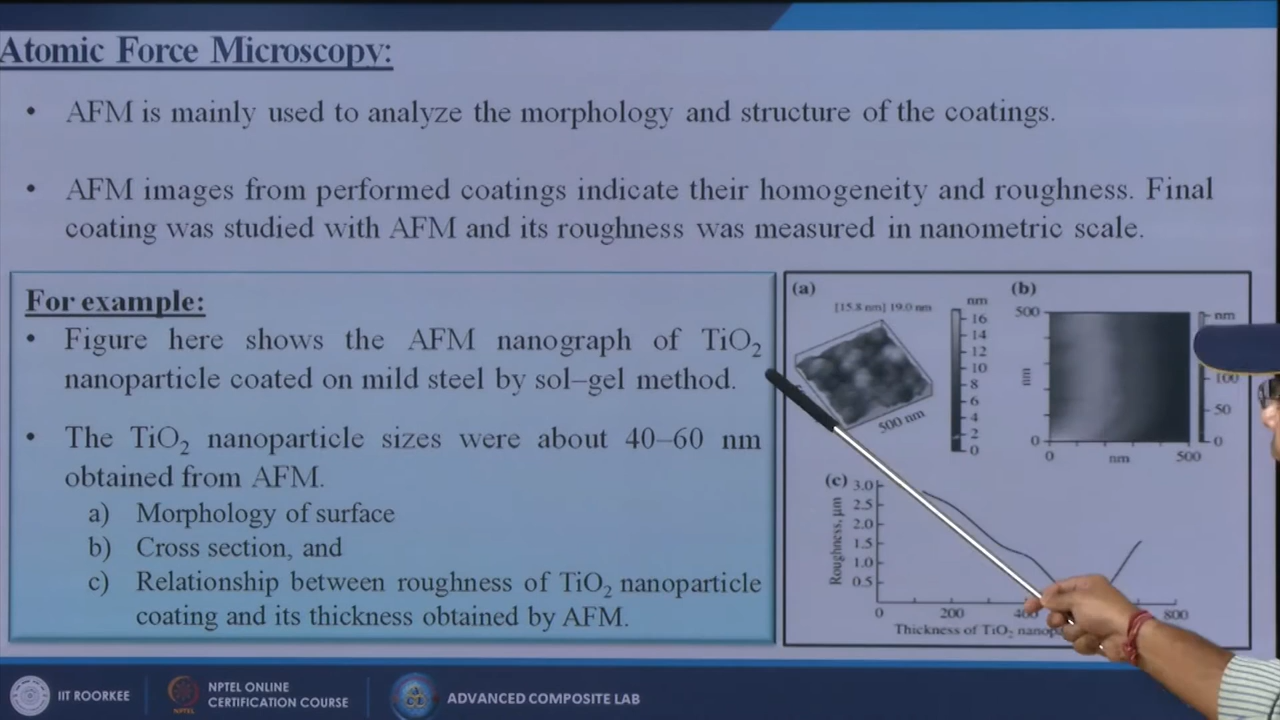 Atomic Force Microscopy:
• AFM is mainly used to analyze the morphology and structure of the coatings.
• AFM images from performed coatings indicate their homogeneity and roughness. Final
coating was studied with AFM and its roughness was measured in nanometric scale.
For example:
• Figure here shows the AFM nanograph of TiO₂
nanoparticle coated on mild steel by sol–gel method.
• The TiO₂ nanoparticle sizes were about 40–60 nm
obtained from AFM.
a) Morphology of surface
b) Cross section, and
c) Relationship between roughness of TiO₂ nanoparticle
coating and its thickness obtained by AFM.
(a)
[15.8 nm] 19.0 nm
500 nm
nm
16
14
12
10
8
6
4
2
0
(b)
500
nm
0
0 nm 500
nm
100
50
0
(c)
Roughness, μm
3.0
2.5
2.0
1.5
1.0
0.5
0 200 400 800
Thickness of TiO₂
IIT ROORKEE
NPTEL
NPTEL ONLINE
CERTIFICATION COURSE
ADVANCED COMPOSITE LAB